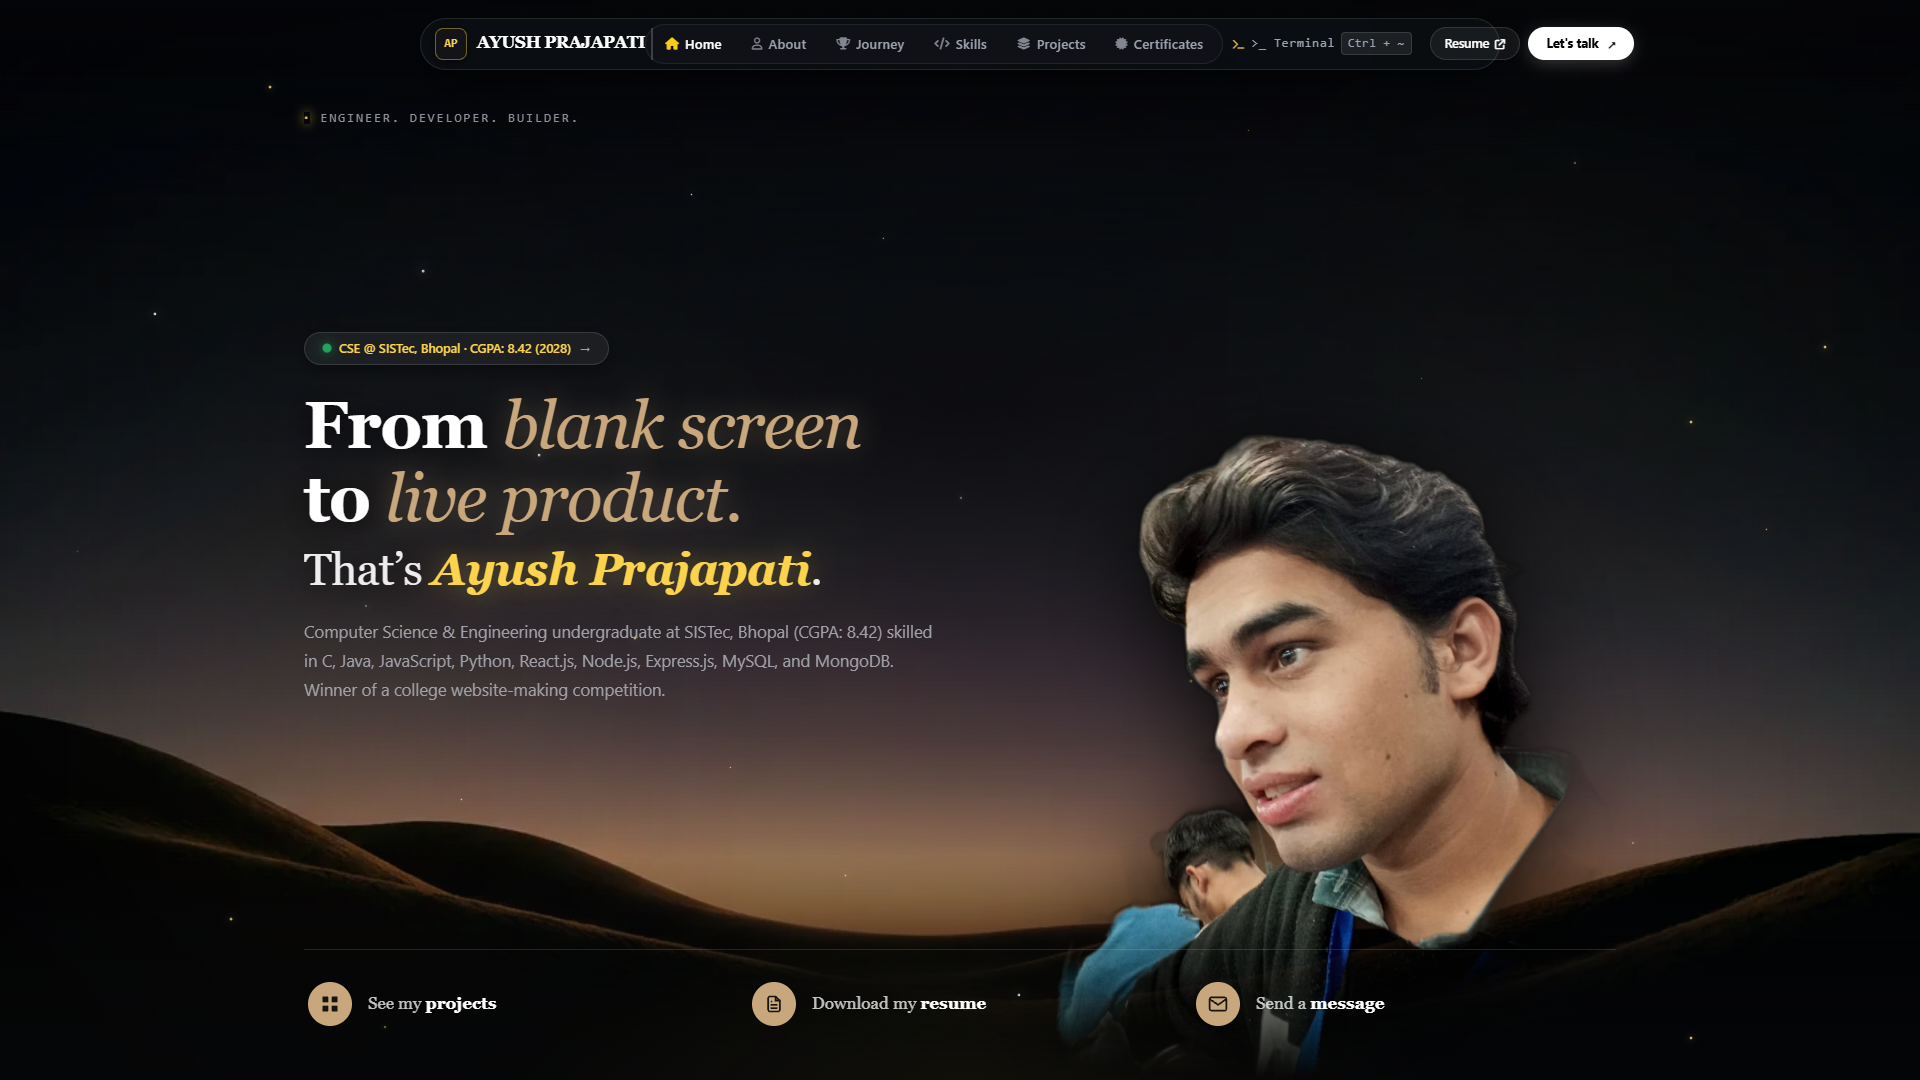 AP AYUSH PRAJAPATI Home About Journey Skills Projects Certificates >_ Terminal Ctrl + ~ Resume Let's talk ↗
ENGINEER. DEVELOPER. BUILDER.
CSE @ SISTec, Bhopal · CGPA: 8.42 (2028) →
From blank screen
to live product.
That’s Ayush Prajapati.
Computer Science & Engineering undergraduate at SISTec, Bhopal (CGPA: 8.42) skilled
in C, Java, JavaScript, Python, React.js, Node.js, Express.js, MySQL, and MongoDB.
Winner of a college website-making competition.
See my projects
Download my resume
Send a message